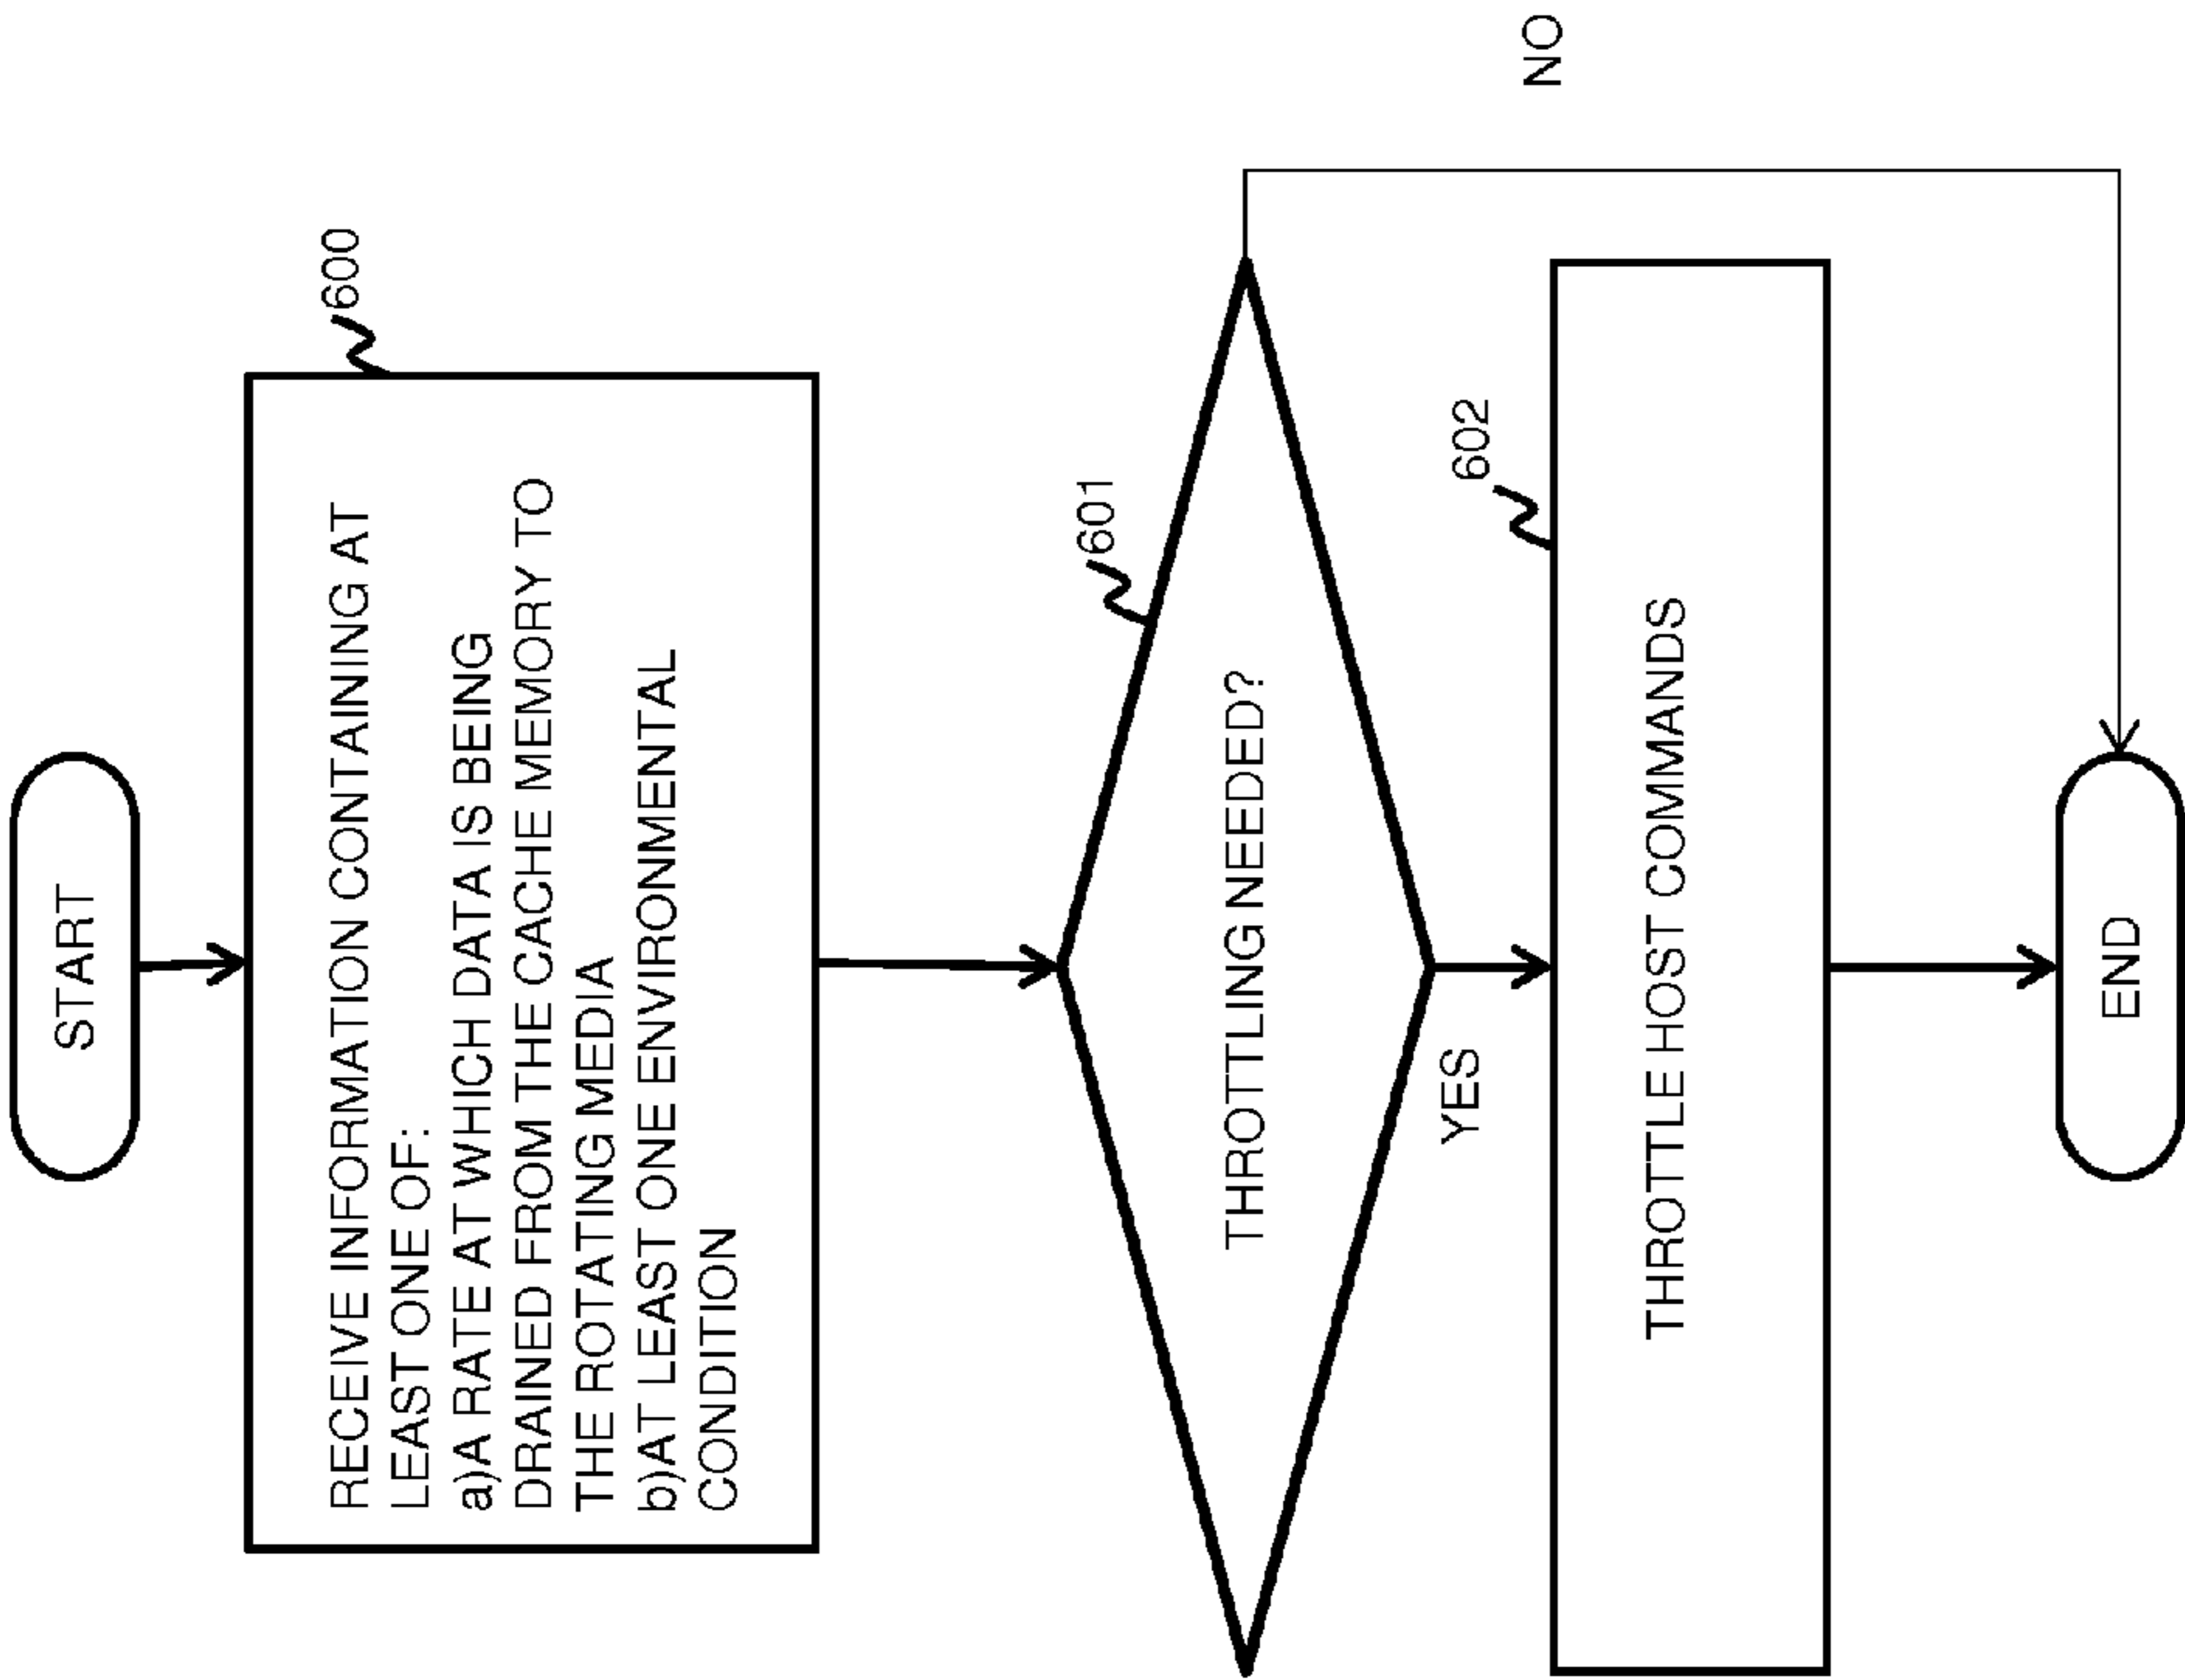 START
600
RECEIVE INFORMATION CONTAINING AT
LEAST ONE OF:
a)A RATE AT WHICH DATA IS BEING
DRAINED FROM THE CACHE MEMORY TO
THE ROTATING MEDIA
b)AT LEAST ONE ENVIRONMENTAL
CONDITION
601
THROTTLING NEEDED?
YES
NO
602
THROTTLE HOST COMMANDS
END